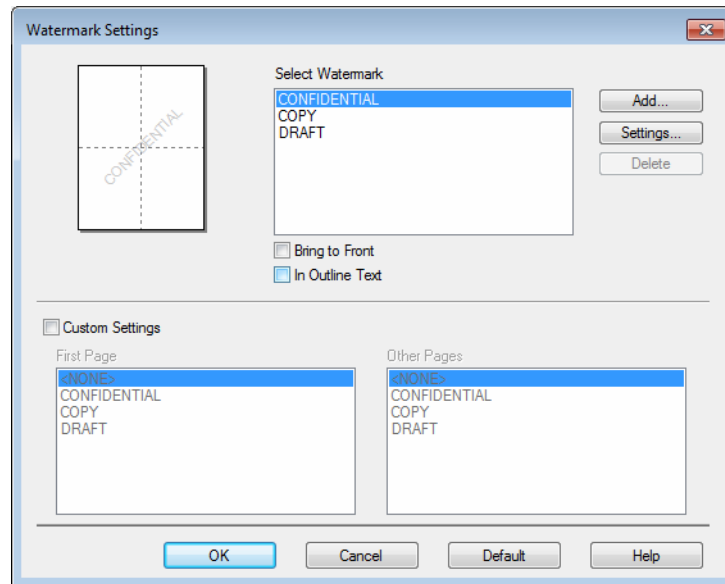 Watermark Settings
Select Watermark
CONFIDENTIAL
CONFIDENTIAL
COPY
DRAFT
Add...
Settings...
Delete
Bring to Front
In Outline Text
Custom Settings
First Page
<NONE>
CONFIDENTIAL
COPY
DRAFT
Other Pages
<NONE>
CONFIDENTIAL
COPY
DRAFT
OK
Cancel
Default
Help